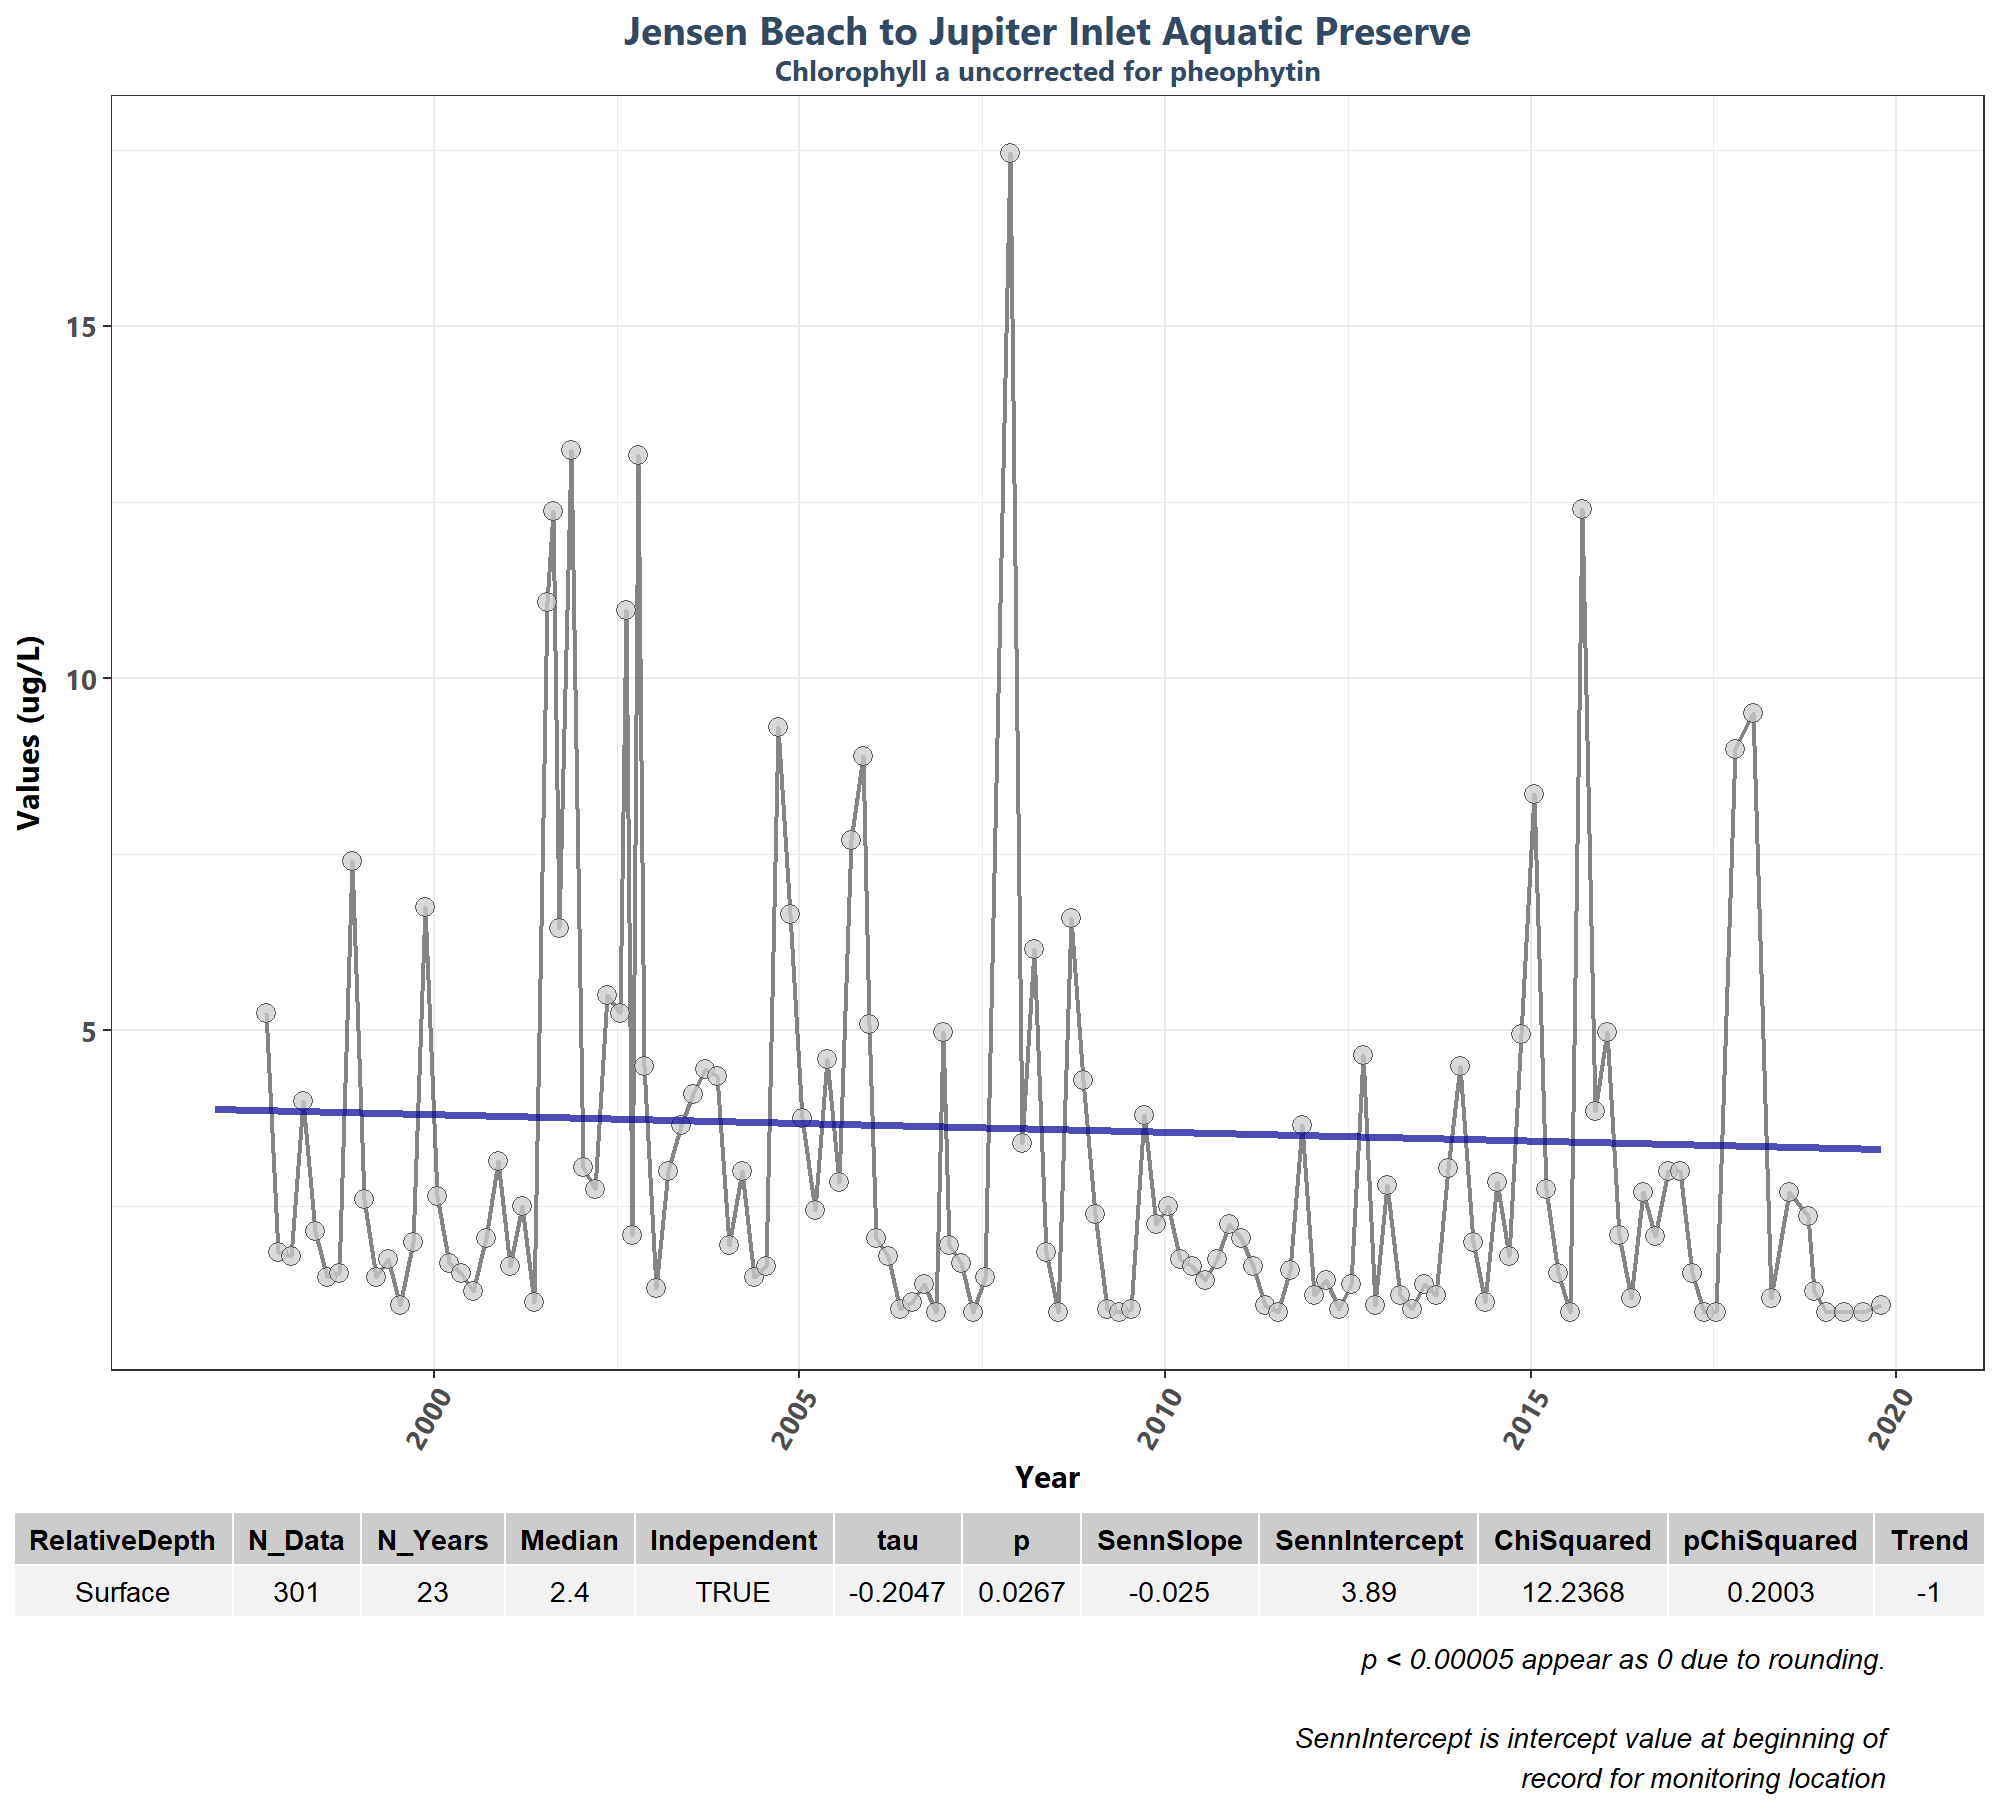 Jensen Beach to Jupiter Inlet Aquatic Preserve
Chlorophyll a uncorrected for pheophytin
Values (ug/L)
15
10
5
2000
2005
2010
2015
2020
Year
RelativeDepth N_Data N_Years Median Independent tau p SennSlope SennIntercept ChiSquared pChiSquared Trend
Surface 301 23 2.4 TRUE -0.2047 0.0267 -0.025 3.89 12.2368 0.2003 -1
p < 0.00005 appear as 0 due to rounding.
SennIntercept is intercept value at beginning of
record for monitoring location